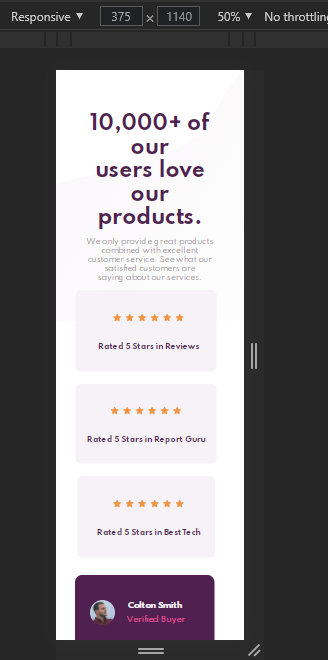 Responsive ▼ 375 × 1140 50% ▼ No throttlin
10,000+ of
our
users love
our
products.
We only provide great products
combined with excellent
customer service. See what our
satisfied customers are
saying about our services.
Rated 5 Stars in Reviews
Rated 5 Stars in Report Guru
Rated 5 Stars in BestTech
Colton Smith
Verified Buyer